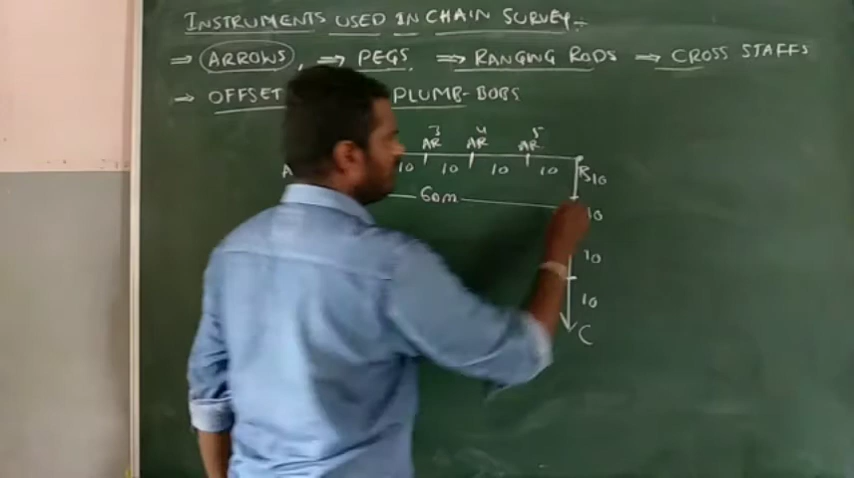 INSTRUMENTS USED IN CHAIN SURVEY:-
⇒ ARROWS, ⇒ PEGS ⇒ RANGING RODS ⇒ CROSS STAFFS
⇒ OFFSET PLUMB-BOBS
3 4 5
AR AR AR
A 10 10 10 10 B 10
60m 10
10
10
C